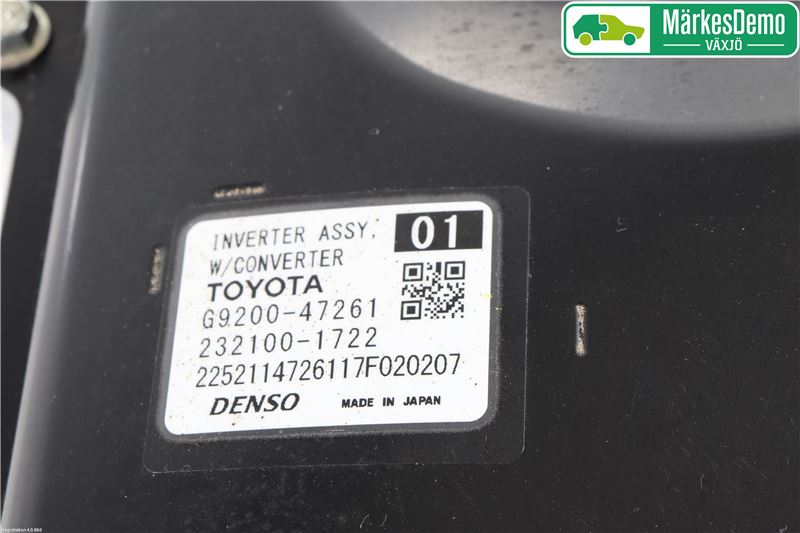 MärkesDemo
VÄXJÖ
INVERTER ASSY, 01
W/CONVERTER
TOYOTA
G9200-47261
232100-1722
2252114726117F020207
DENSO MADE IN JAPAN